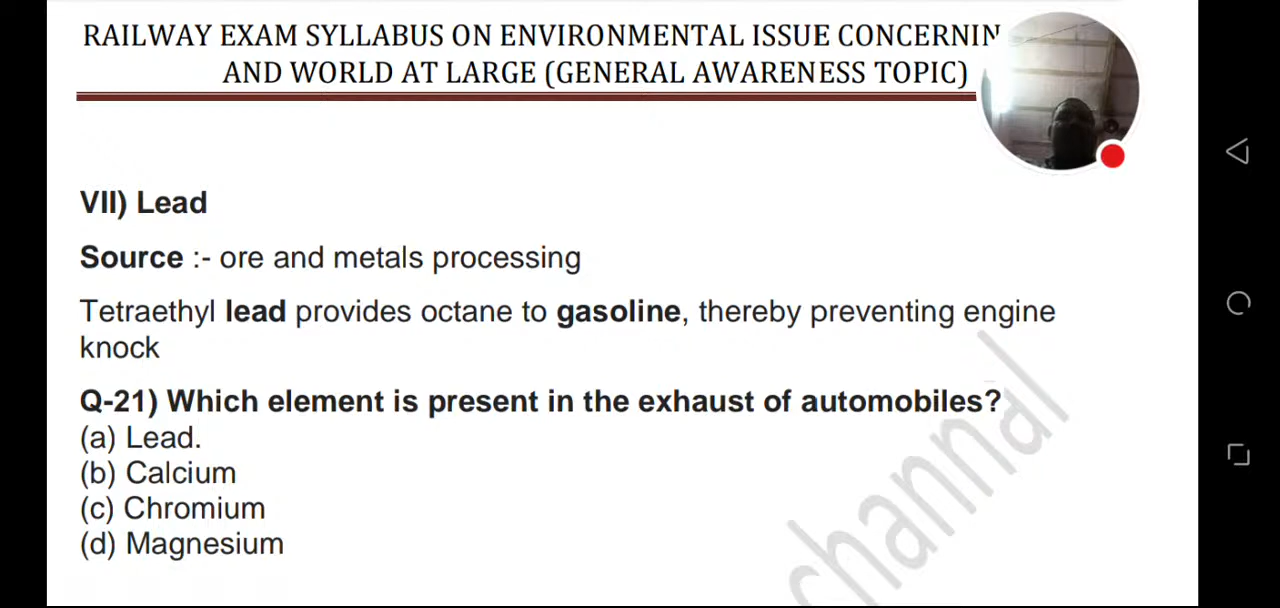 RAILWAY EXAM SYLLABUS ON ENVIRONMENTAL ISSUE
AND WORLD AT LARGE (GENERAL AWARENESS TOPIC)
VII) Lead
Source :- ore and metals processing
Tetraethyl lead provides octane to gasoline, thereby preventing engine
knock
Q-21) Which element is present in the exhaust of automobiles?
(a) Lead.
(b) Calcium
(c) Chromium
(d) Magnesium
channal